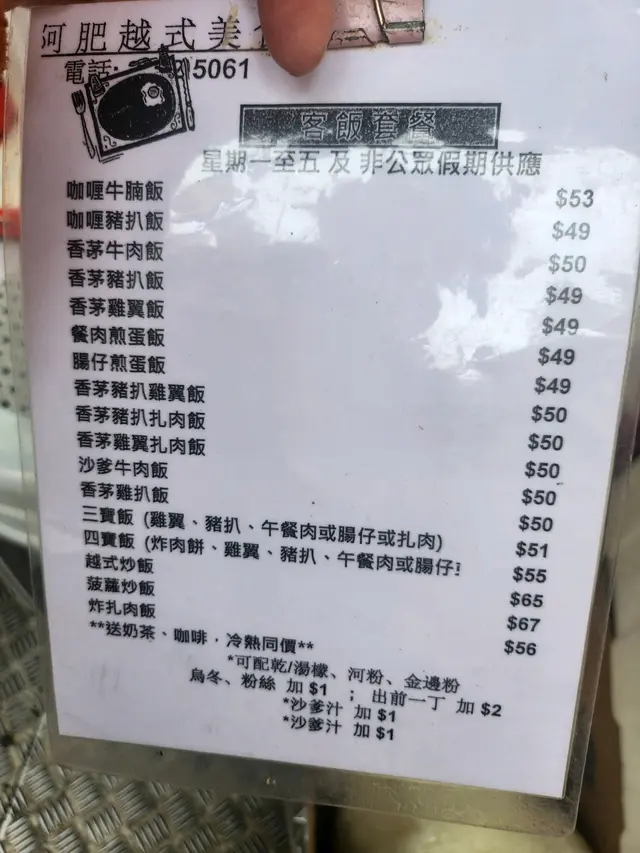 河肥越式美
電話: 5061
客飯套餐
星期一至五 及 非公眾假期供應
咖喱牛腩飯 $53
咖喱豬扒飯 $49
香茅牛肉飯 $50
香茅豬扒飯 $49
香茅雞翼飯 $49
餐肉煎蛋飯 $49
腸仔煎蛋飯 $49
香茅豬扒雞翼飯 $50
香茅豬扒扎肉飯 $50
香茅雞翼扎肉飯 $50
沙爹牛肉飯 $50
香茅雞扒飯 $50
三寶飯 (雞翼、豬扒、午餐肉或腸仔或扎肉) $51
四寶飯 (炸肉餅、雞翼、豬扒、午餐肉或腸仔! $55
越式炒飯 $65
菠蘿炒飯 $67
炸扎肉飯 $56
**送奶茶、咖啡，冷熱同價**
*可配乾/湯檬、河粉、金邊粉
烏冬、粉絲 加 $1 ； 出前一丁 加 $2
*沙爹汁 加 $1
*沙爹汁 加 $1